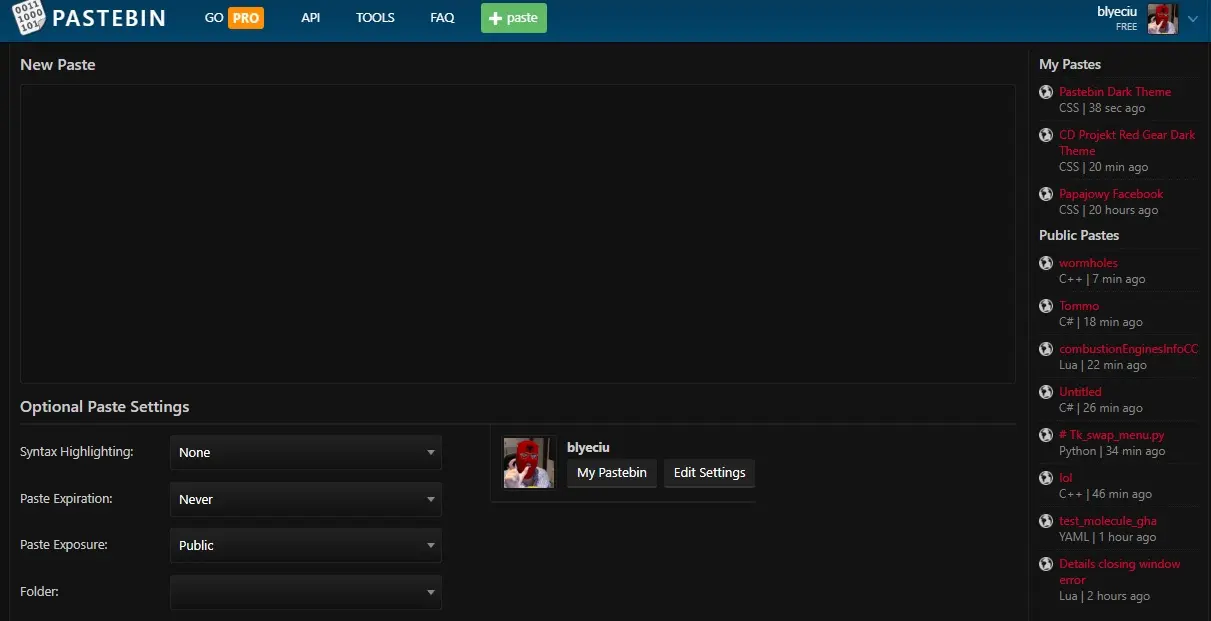 0011
1000
101
PASTEBIN
GO PRO
API
TOOLS
FAQ
+ paste
blyeciu
FREE
New Paste
Optional Paste Settings
Syntax Highlighting:
None
Paste Expiration:
Never
Paste Exposure:
Public
Folder:
blyeciu
My Pastebin
Edit Settings
My Pastes
Pastebin Dark Theme
CSS | 38 sec ago
CD Projekt Red Gear Dark
Theme
CSS | 20 min ago
Papajowy Facebook
CSS | 20 hours ago
Public Pastes
wormholes
C++ | 7 min ago
Tommo
C# | 18 min ago
combustionEnginesInfoCC
Lua | 22 min ago
Untitled
C# | 26 min ago
# Tk_swap_menu.py
Python | 34 min ago
lol
C++ | 46 min ago
test_molecule_gha
YAML | 1 hour ago
Details closing window
error
Lua | 2 hours ago